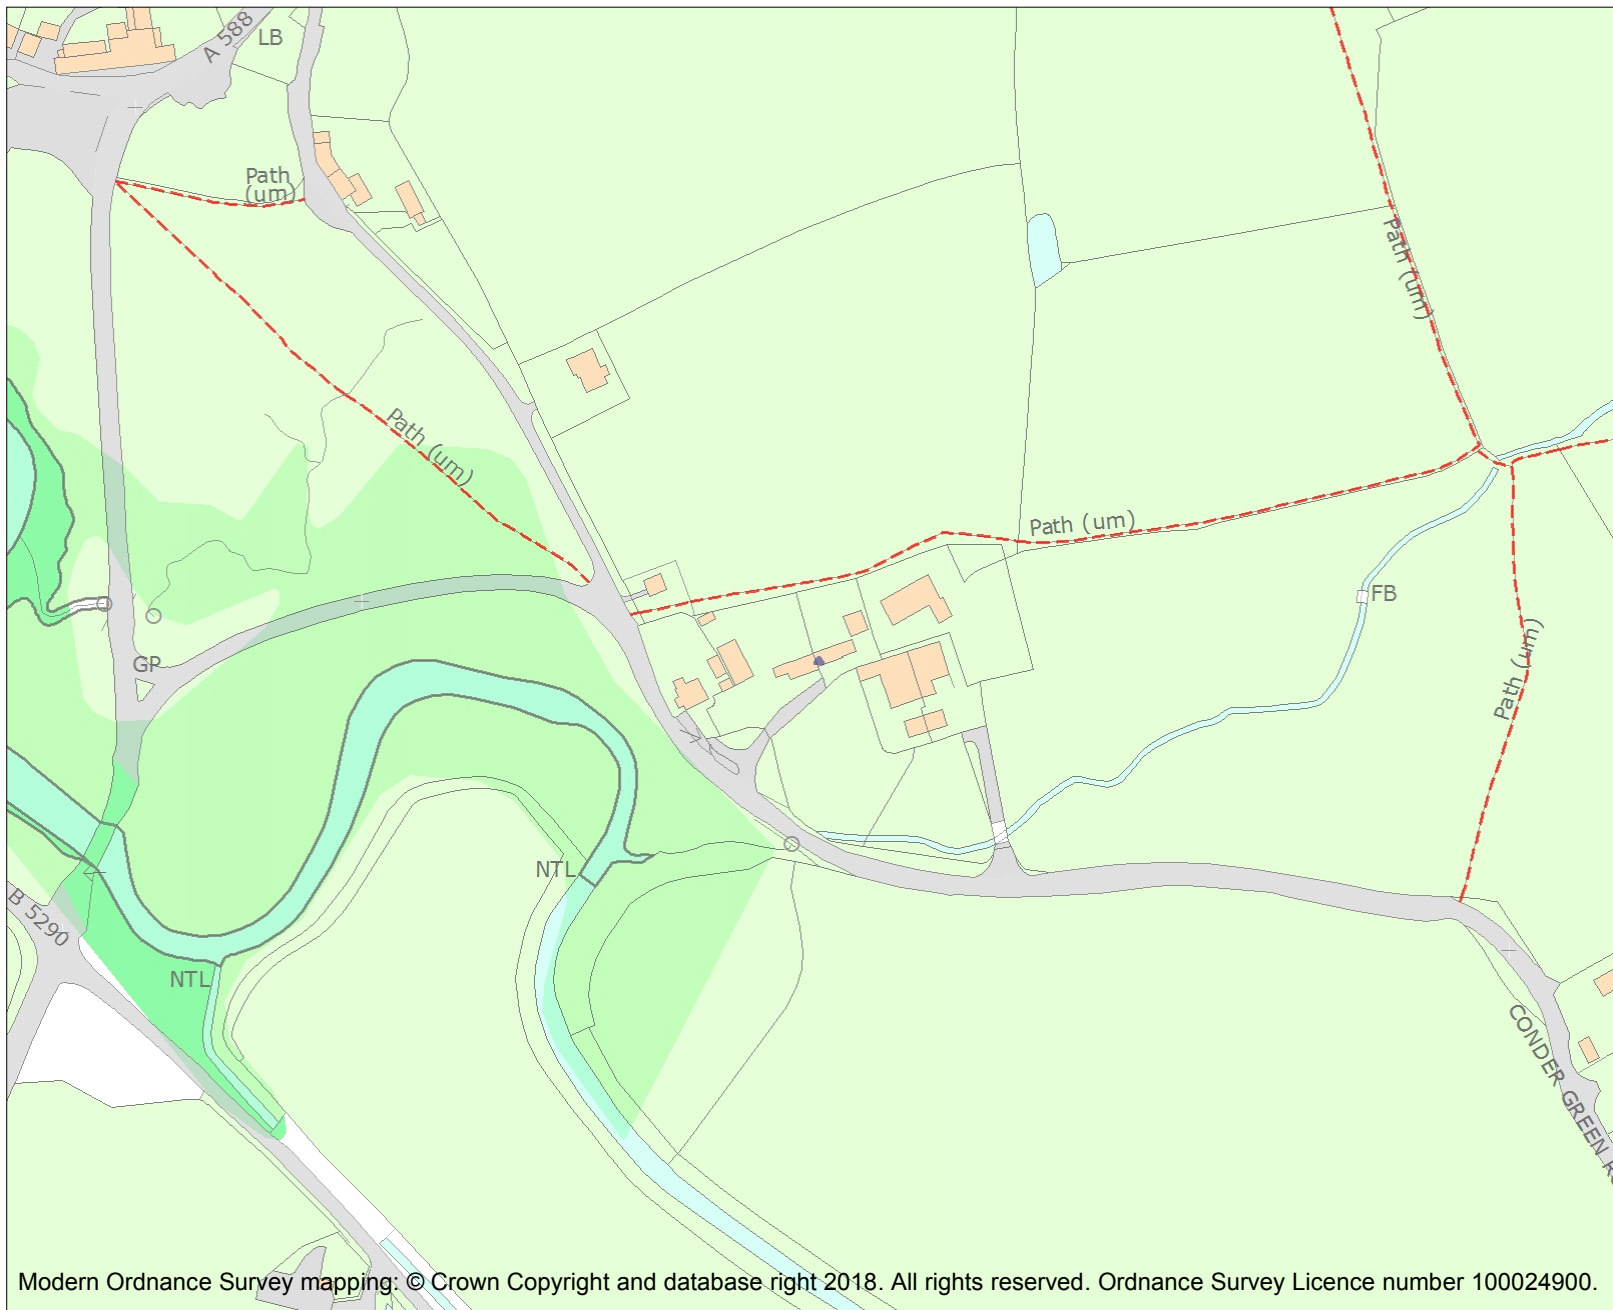 A 588
LB
Path
(um)
Path (um)
Path (um)
Path (um)
FB
Path (um)
GP
NTL
B 5290
NTL
CONDER GREEN R
Modern Ordnance Survey mapping: © Crown Copyright and database right 2018. All rights reserved. Ordnance Survey Licence number 100024900.